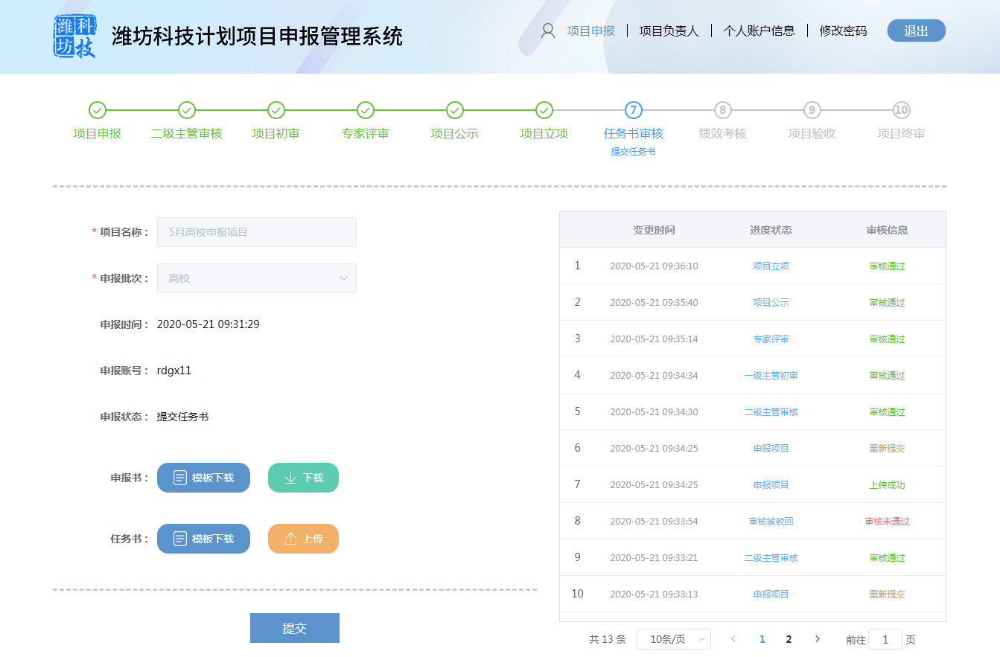 潍坊科技
潍坊科技计划项目申报管理系统
项目申报 项目负责人 个人账户信息 修改密码 退出
7 8 9 10
项目申报 二级主管审核 项目初审 专家评审 项目公示 项目立项 任务书审核 绩效考核 项目验收 项目终审
提交任务书
* 项目名称： 5月高校申报项目
* 申报批次： 高校
申报时间： 2020-05-21 09:31:29
申报账号： rdgx11
申报状态： 提交任务书
申报书： 模板下载 下载
任务书： 模板下载 上传
提交
变更时间 进度状态 审核信息
1 2020-05-21 09:36:10 项目立项 审核通过
2 2020-05-21 09:35:40 项目公示 审核通过
3 2020-05-21 09:35:14 专家评审 审核通过
4 2020-05-21 09:34:34 一级主管初审 审核通过
5 2020-05-21 09:34:30 二级主管审核 审核通过
6 2020-05-21 09:34:25 申报项目 重新提交
7 2020-05-21 09:34:25 申报项目 上传成功
8 2020-05-21 09:33:54 审核被驳回 审核未通过
9 2020-05-21 09:33:21 二级主管审核 审核通过
10 2020-05-21 09:33:13 申报项目 重新提交
共 13 条 10条/页 1 2 前往 1 页